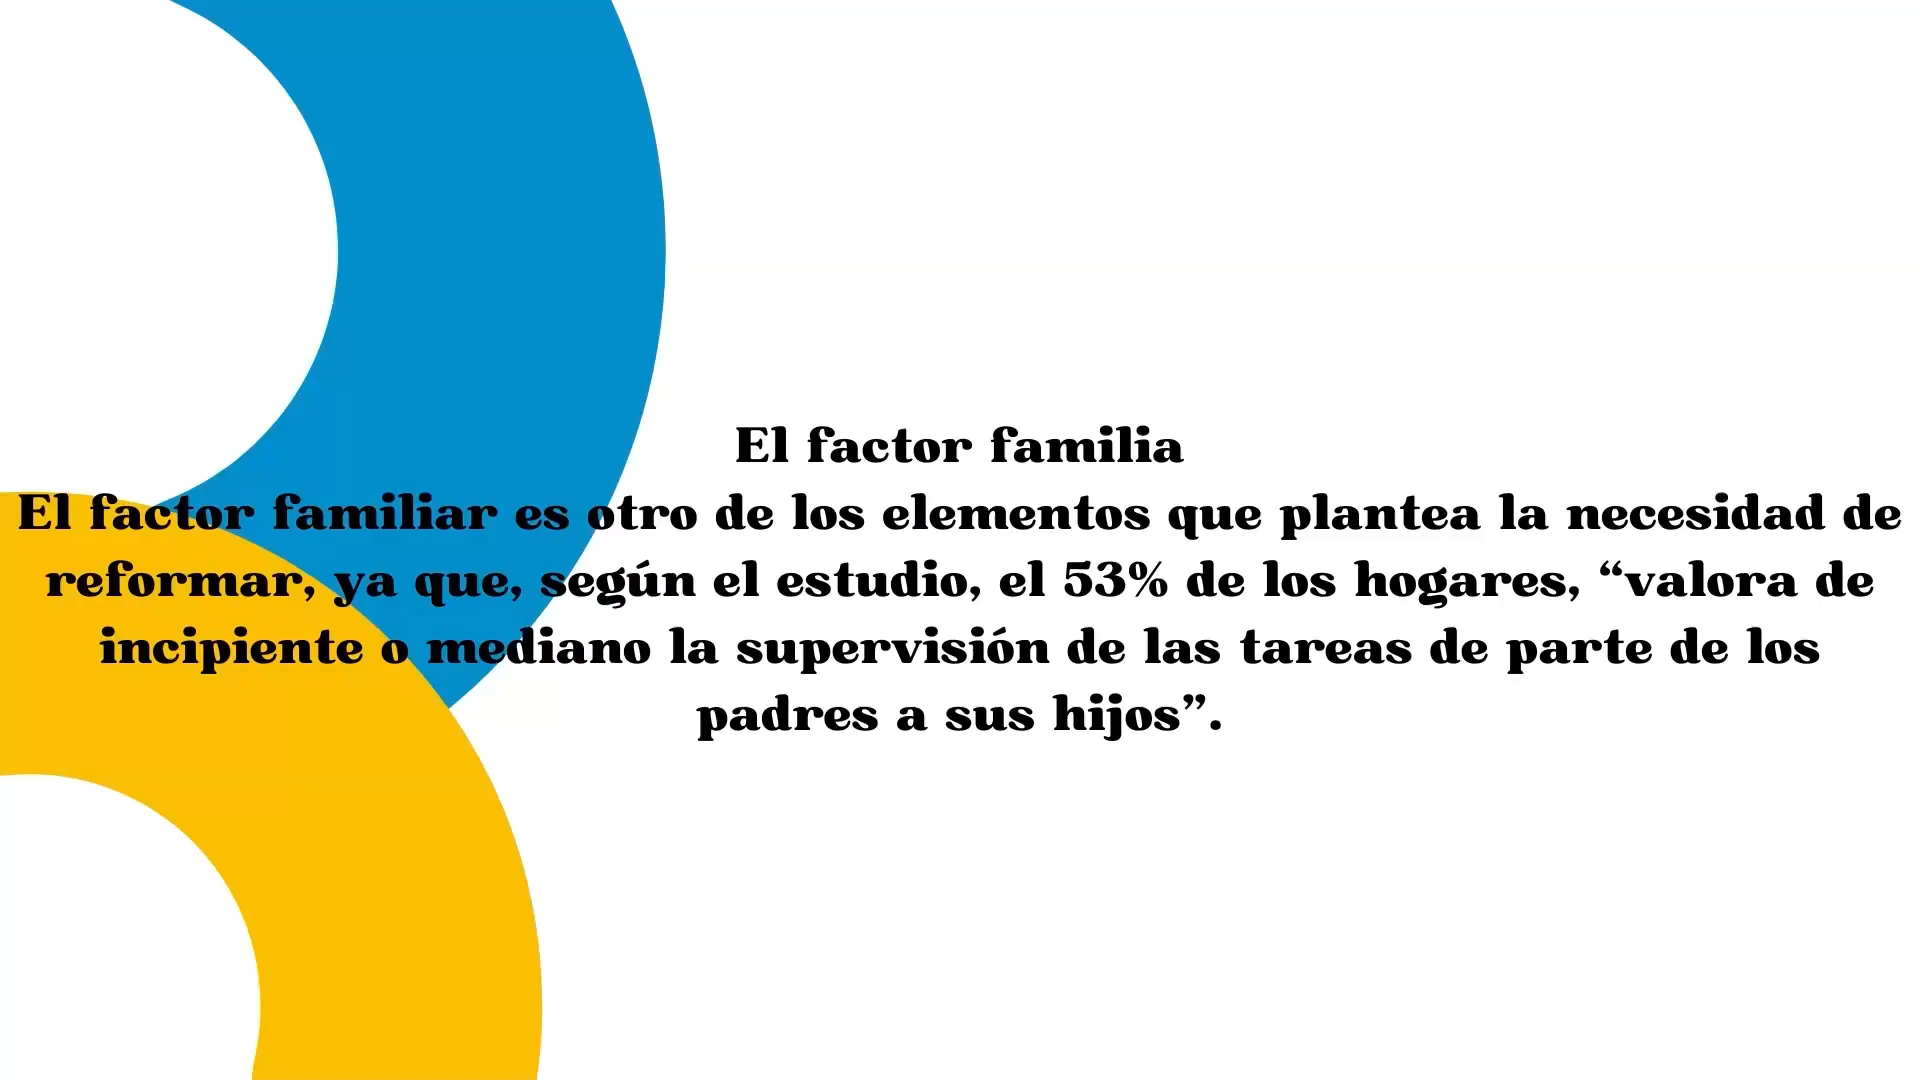 El factor familia
El factor familiar es otro de los elementos que plantea la necesidad de
reformar, ya que, según el estudio, el 53% de los hogares, “valora de
incipiente o mediano la supervisión de las tareas de parte de los
padres a sus hijos”.